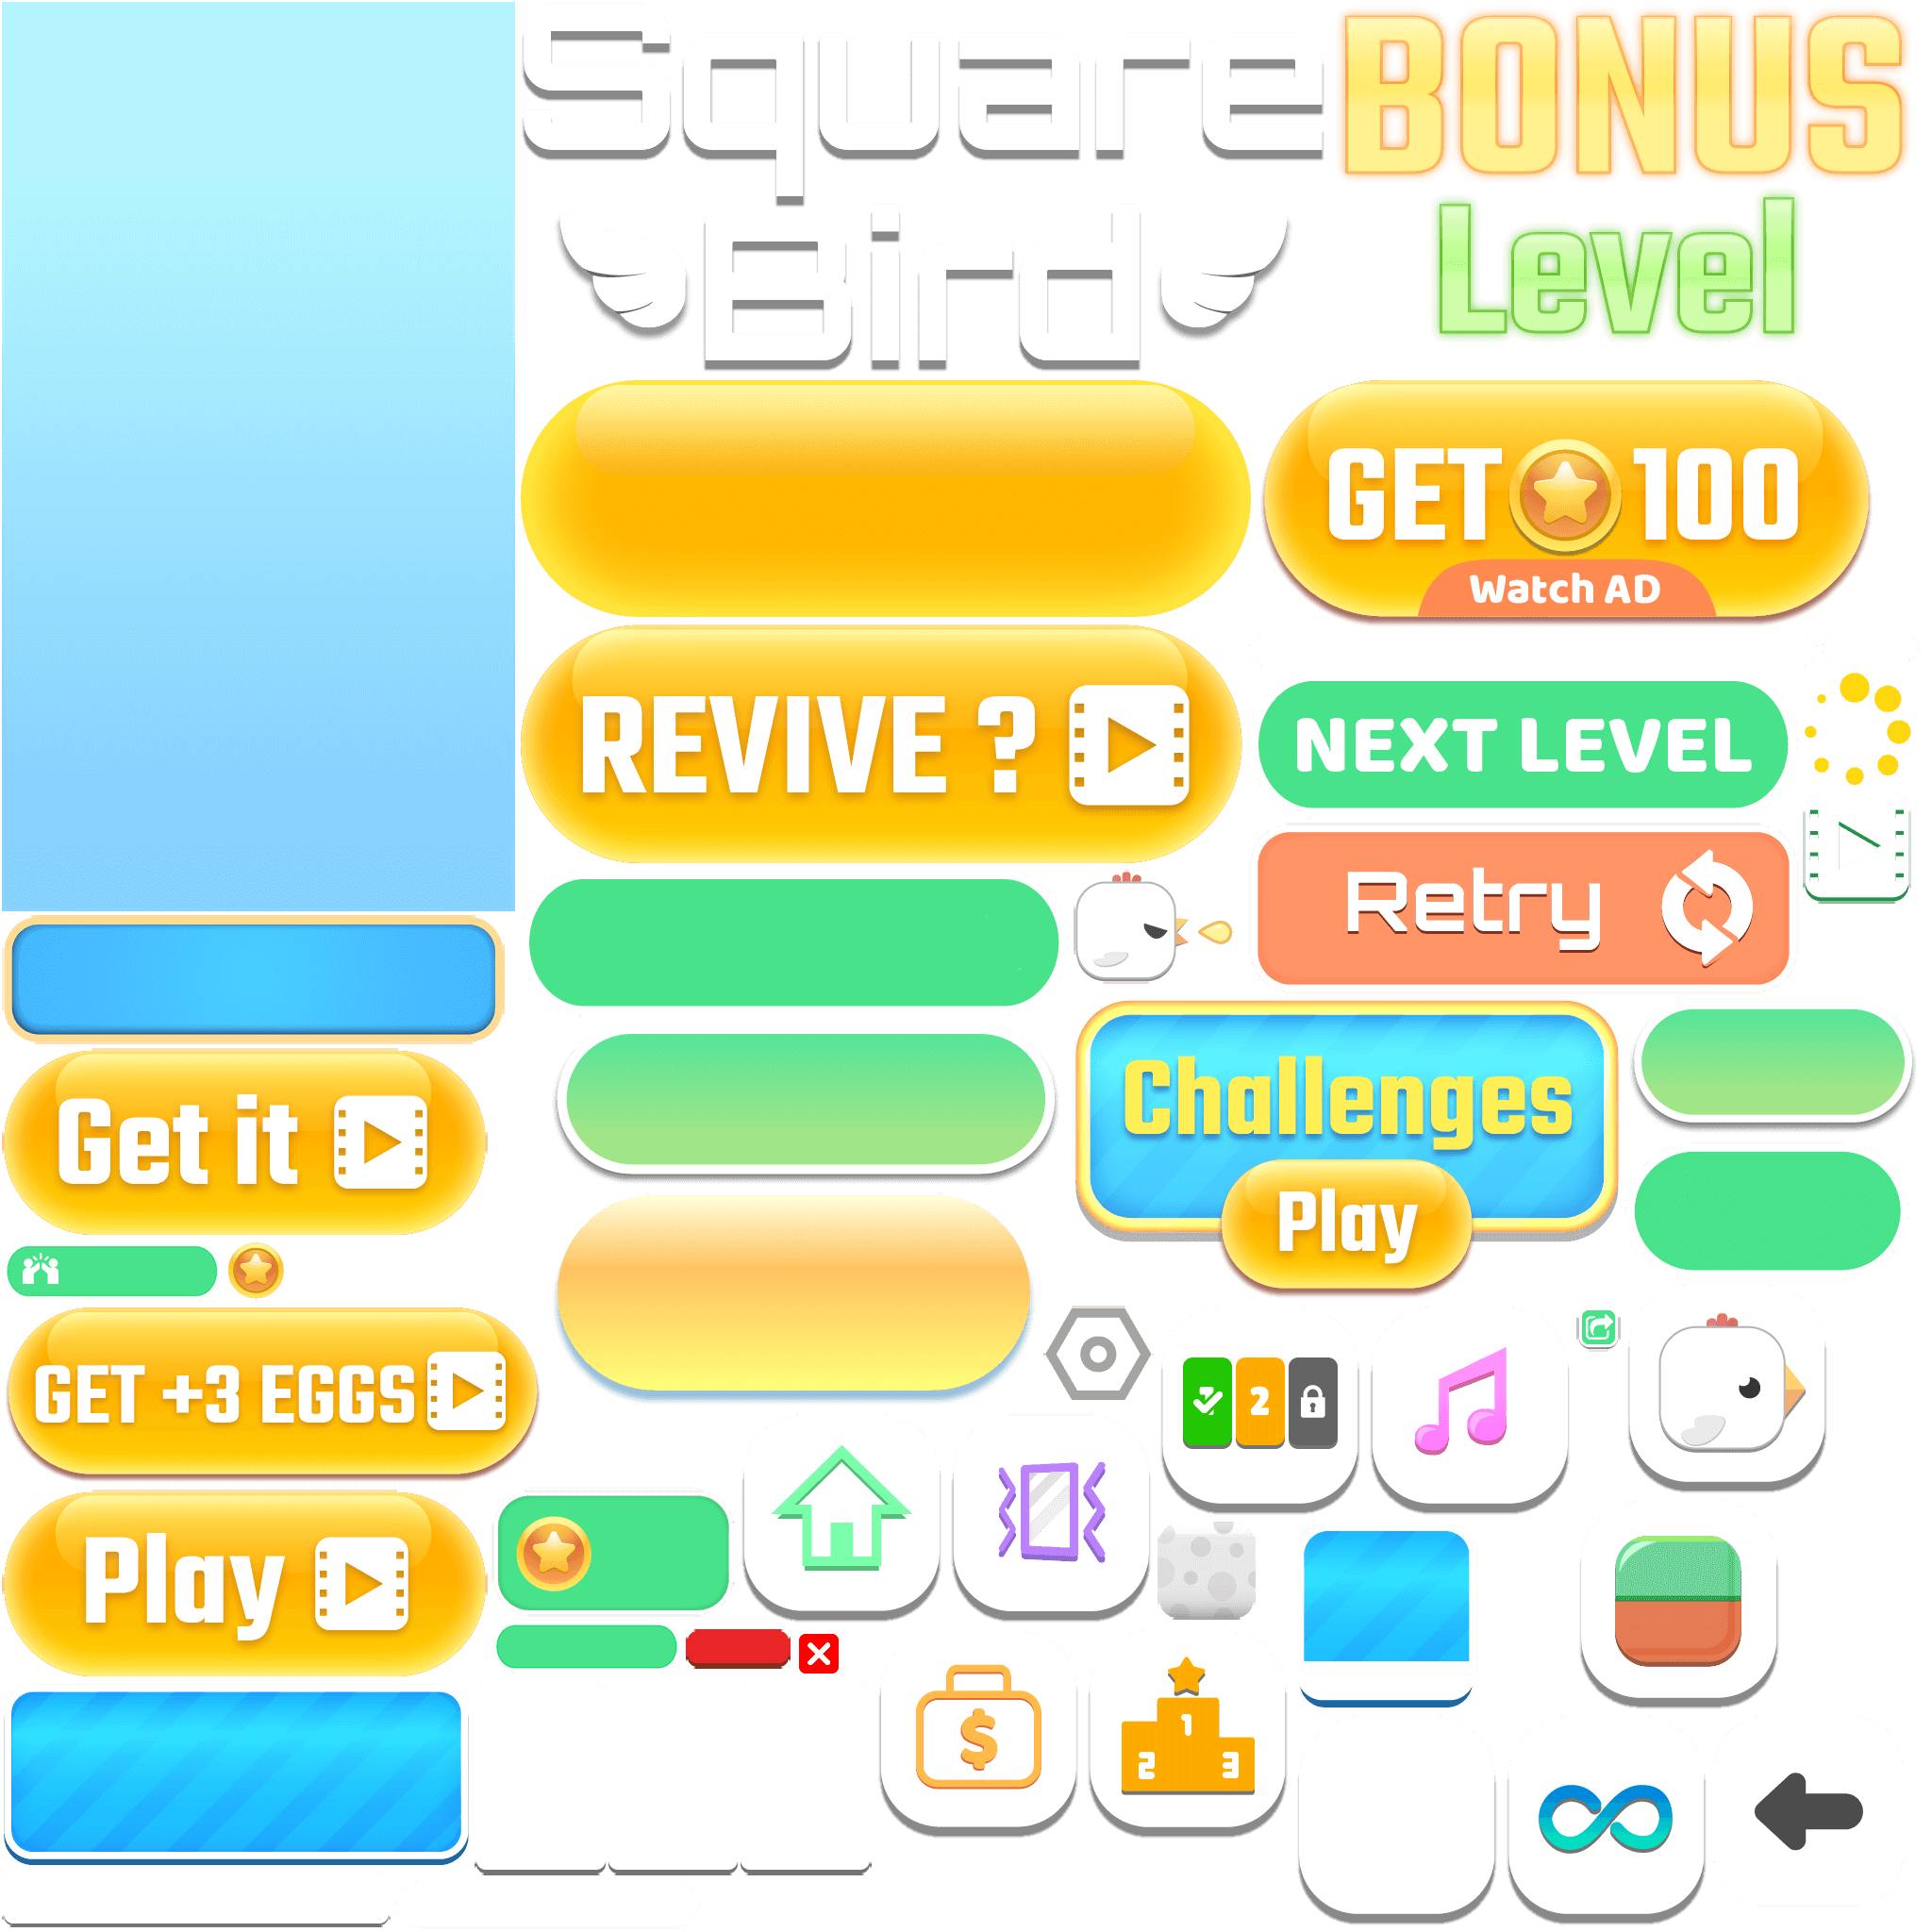 Square
Bird
BONUS
Level
GET 100
Watch AD
REVIVE ?
NEXT LEVEL
Retry
Challenges
Play
Get it
GET +3 EGGS
2
Play
$
1
2 3